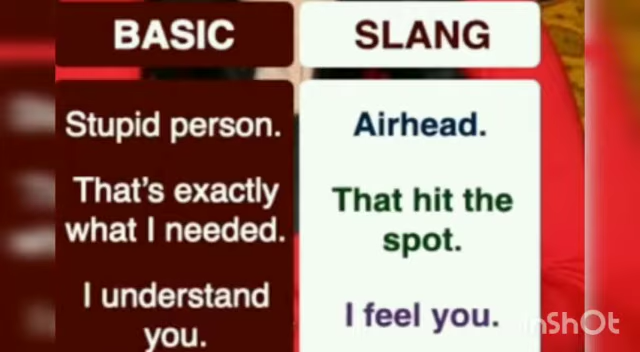 BASIC
SLANG
Stupid person.
Airhead.
That's exactly
what I needed.
That hit the
spot.
I understand
you.
I feel you.